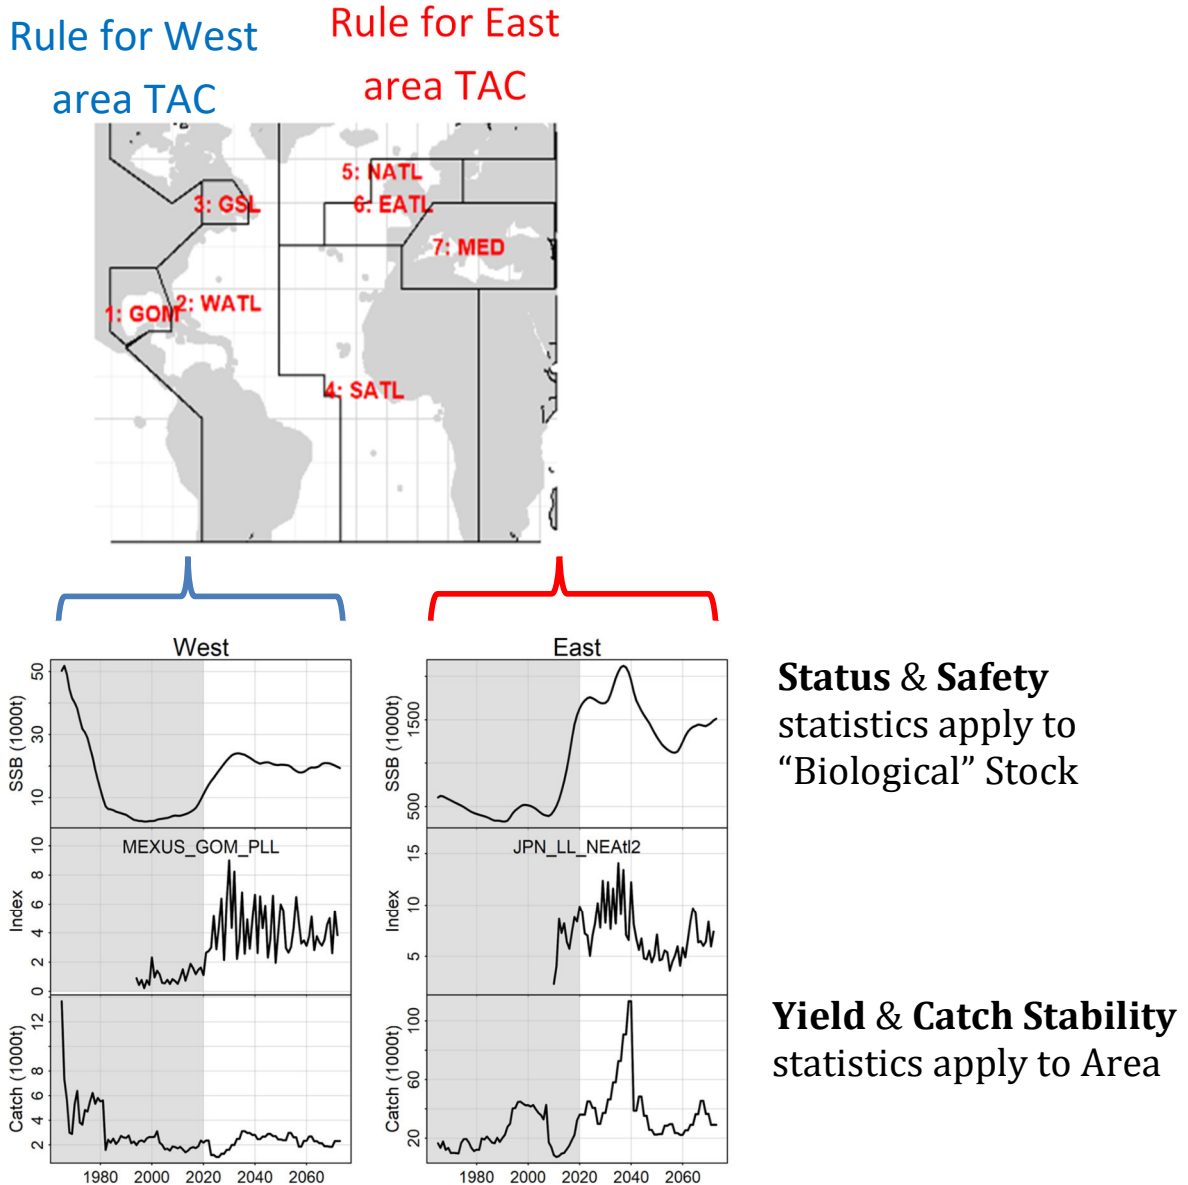 Rule for West
area TAC
Rule for East
area TAC
5: NATL
3: GSL
6: EATL
7: MED
2: WATL
1: GOM
4: SATL
West
East
SSB (1000t)
50
30
10
SSB (1000t)
1500
500
Status & Safety
statistics apply to
“Biological” Stock
MEXUS_GOM_PLL
Index
10
8
6
4
2
0
JPN_LL_NEAtl2
Index
15
10
5
Catch (1000t)
12
8
6
4
2
Catch (1000t)
100
60
20
Yield & Catch Stability
statistics apply to Area
1980 2000 2020 2040 2060
1980 2000 2020 2040 2060